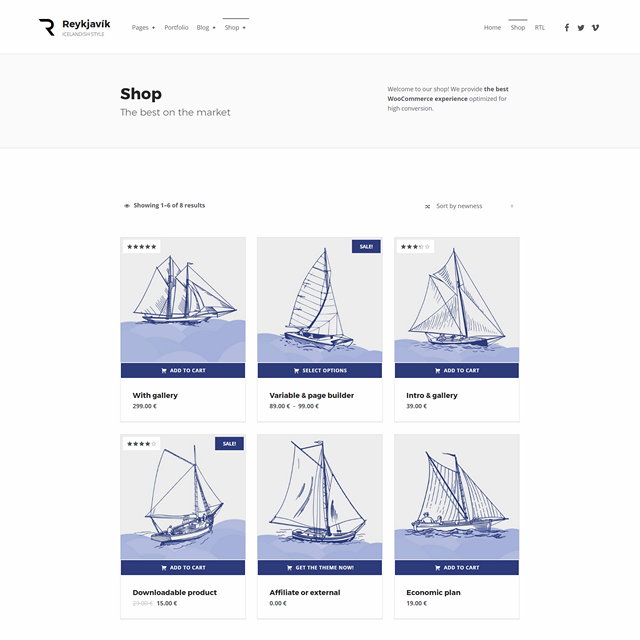 Reykjavík
ICELANDISH STYLE
Pages
Portfolio
Blog
Shop
Home
Shop
RTL
Shop
The best on the market
Welcome to our shop! We provide the best
WooCommerce experience optimized for
high conversion.
Showing 1–6 of 8 results
Sort by newness
SALE!
ADD TO CART
SELECT OPTIONS
ADD TO CART
With gallery
299.00 €
Variable & page builder
89.00 € – 99.00 €
Intro & gallery
39.00 €
SALE!
ADD TO CART
GET THE THEME NOW!
ADD TO CART
Downloadable product
29.00 € 15.00 €
Affiliate or external
0.00 €
Economic plan
19.00 €